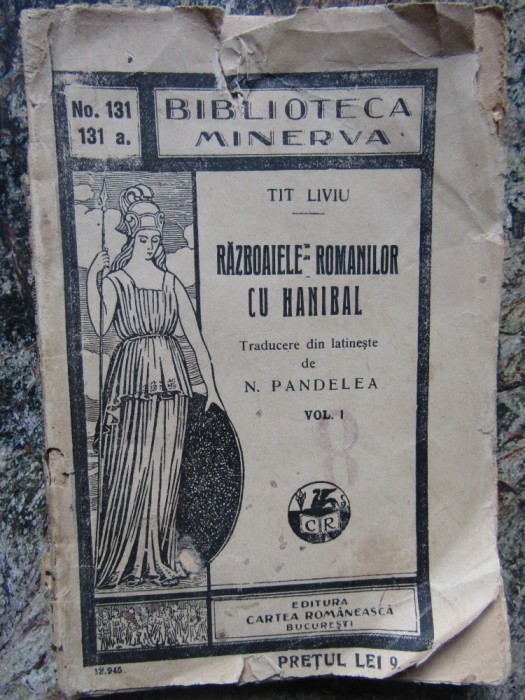 No. 131
131 a.
BIBLIOTECA
MINERVA
TIT LIVIU
RĂZBOAIELE ROMANILOR
CU HANIBAL
Traducere din latinește
de
N. PANDELEA
VOL. I
8
C R
EDITURA
CARTEA ROMÂNEASCĂ
BUCUREȘTI
12.945.
PREȚUL LEI 9